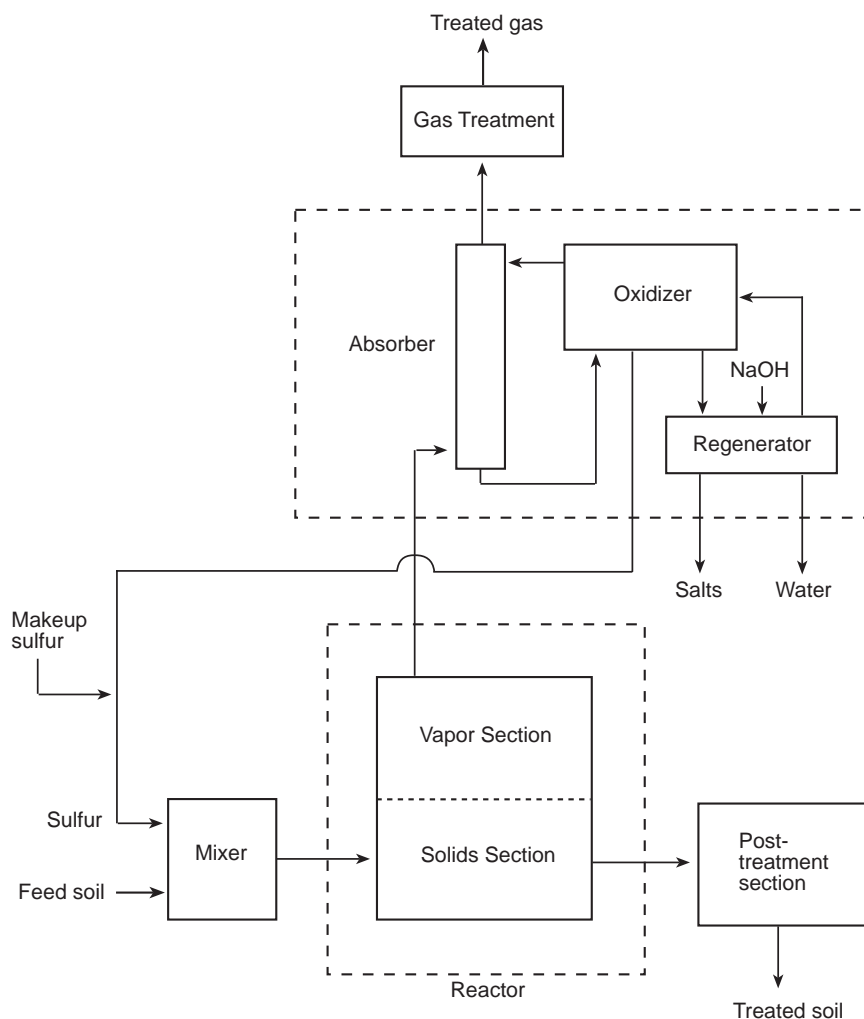 Treated gas
Gas Treatment
Oxidizer
Absorber
NaOH
Regenerator
Salts
Water
Makeup
sulfur
Vapor Section
Sulfur
Mixer
Solids Section
Post-
treatment
section
Feed soil
Reactor
Treated soil